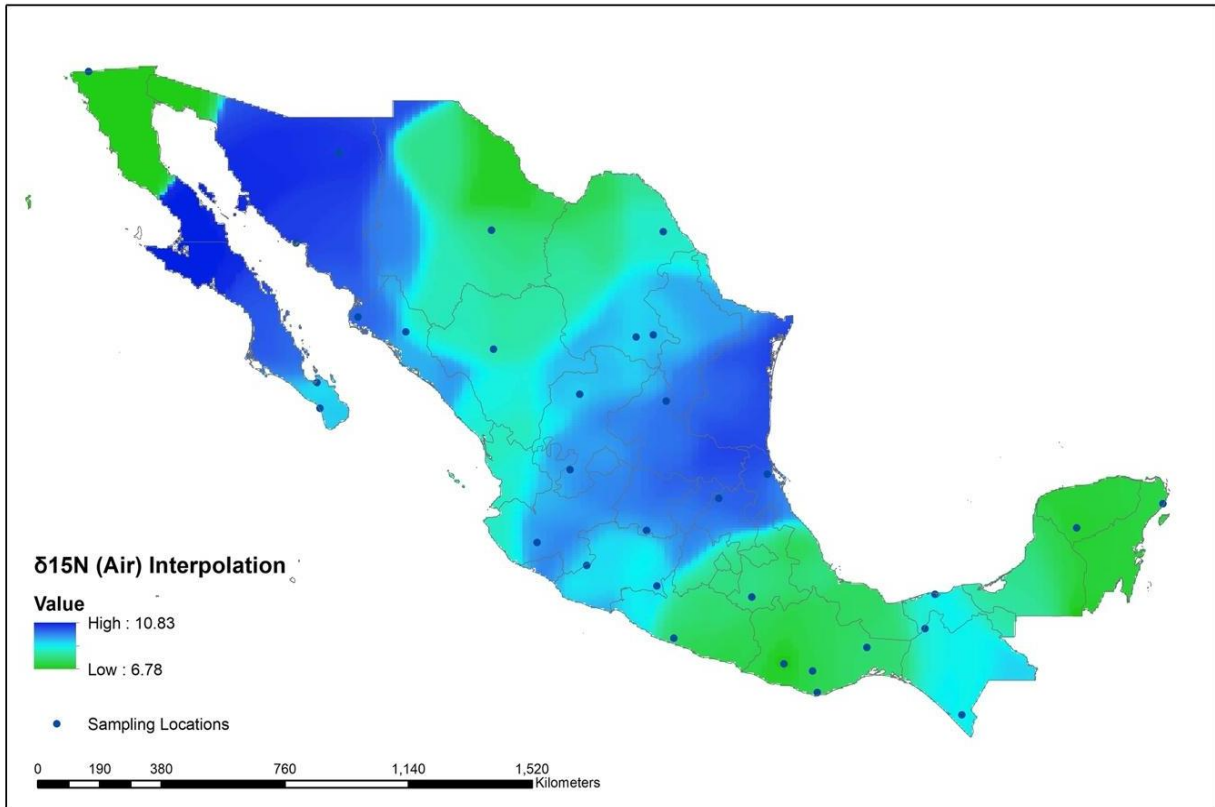 δ15N (Air) Interpolation
Value
High : 10.83
Low : 6.78
Sampling Locations
0 190 380 760 1,140 1,520
Kilometers